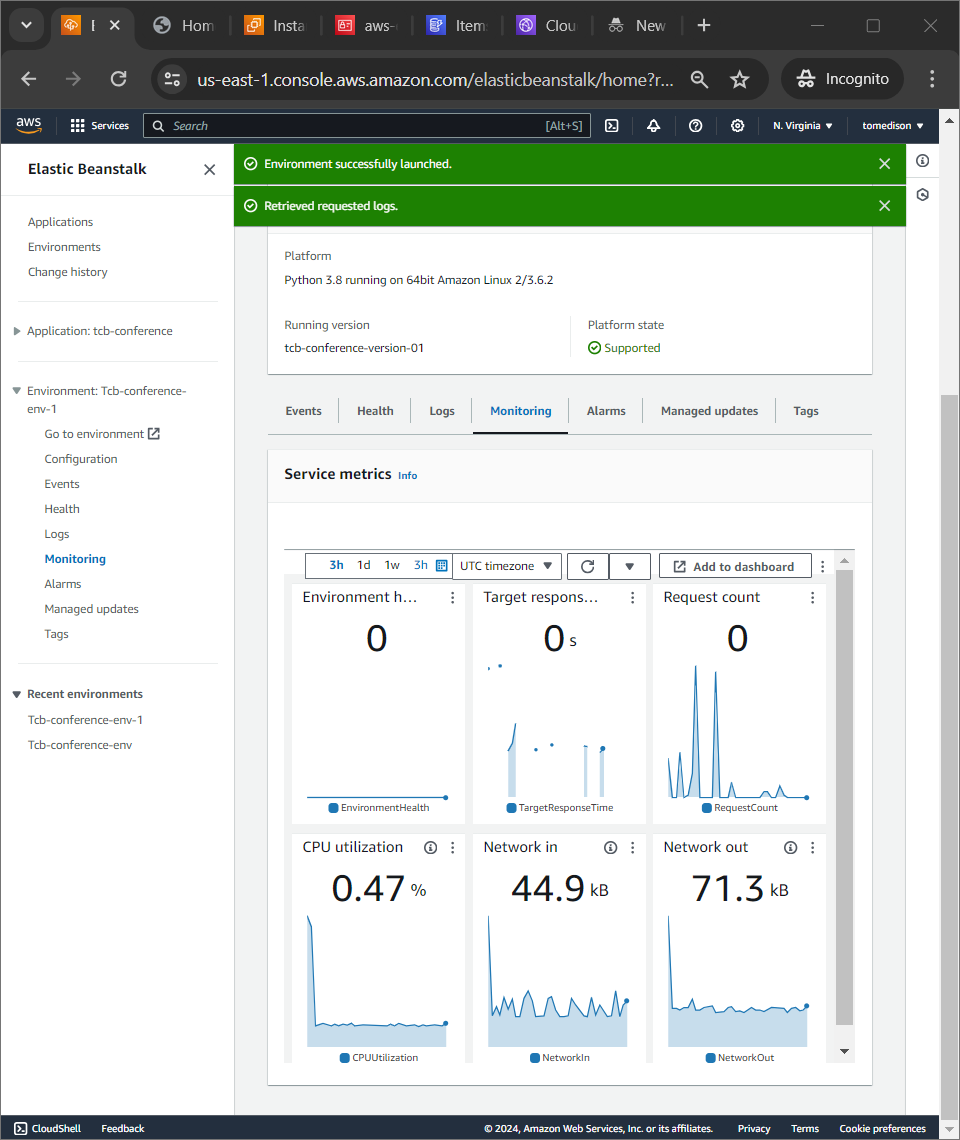 Hom
Insta
aws-
Item
Clou
New
us-east-1.console.aws.amazon.com/elasticbeanstalk/home?r...
Incognito
aws
Services
Search
[Alt+S]
N. Virginia
tomedison
Elastic Beanstalk
Environment successfully launched.
Retrieved requested logs.
Applications
Environments
Change history
Application: tcb-conference
Environment: Tcb-conference-
env-1
Go to environment
Configuration
Events
Health
Logs
Monitoring
Alarms
Managed updates
Tags
Recent environments
Tcb-conference-env-1
Tcb-conference-env
Platform
Python 3.8 running on 64bit Amazon Linux 2/3.6.2
Running version
tcb-conference-version-01
Platform state
Supported
Events
Health
Logs
Monitoring
Alarms
Managed updates
Tags
Service metrics Info
3h 1d 1w 3h
UTC timezone
Add to dashboard
Environment h...
0
EnvironmentHealth
Target respons...
0 s
TargetResponseTime
Request count
0
RequestCount
CPU utilization
0.47 %
CPUUtilization
Network in
44.9 kB
NetworkIn
Network out
71.3 kB
NetworkOut
CloudShell
Feedback
© 2024, Amazon Web Services, Inc. or its affiliates.
Privacy
Terms
Cookie preferences